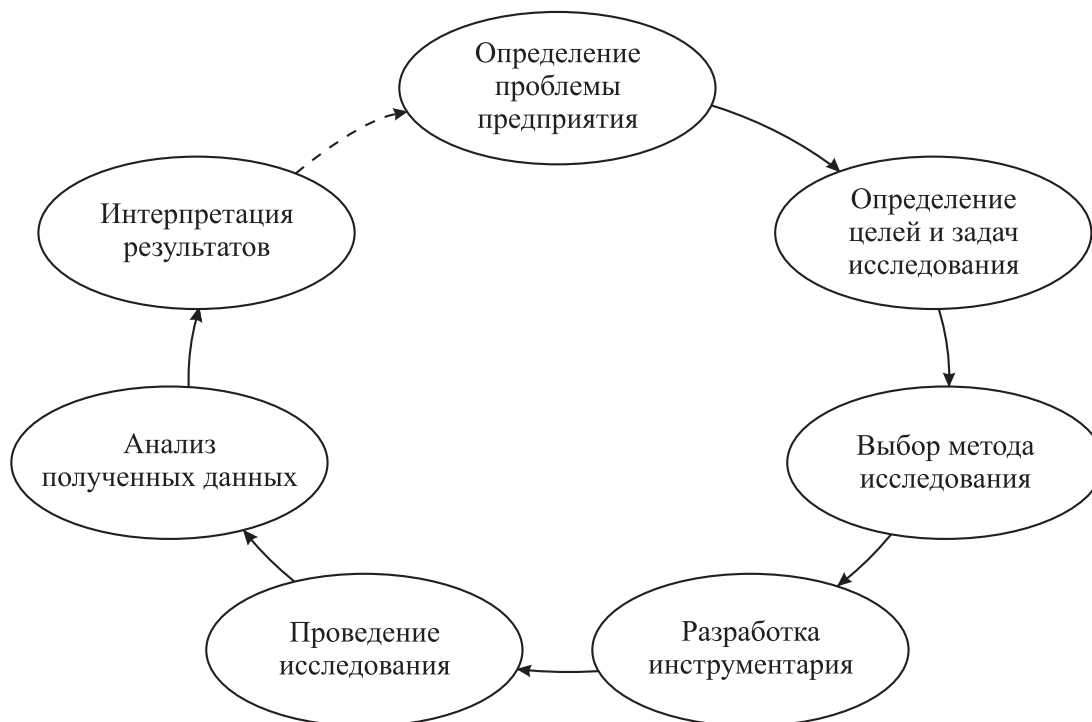 Определение
проблемы
предприятия
Определение
целей и задач
исследования
Выбор метода
исследования
Разработка
инструментария
Проведение
исследования
Анализ
полученных данных
Интерпретация
результатов